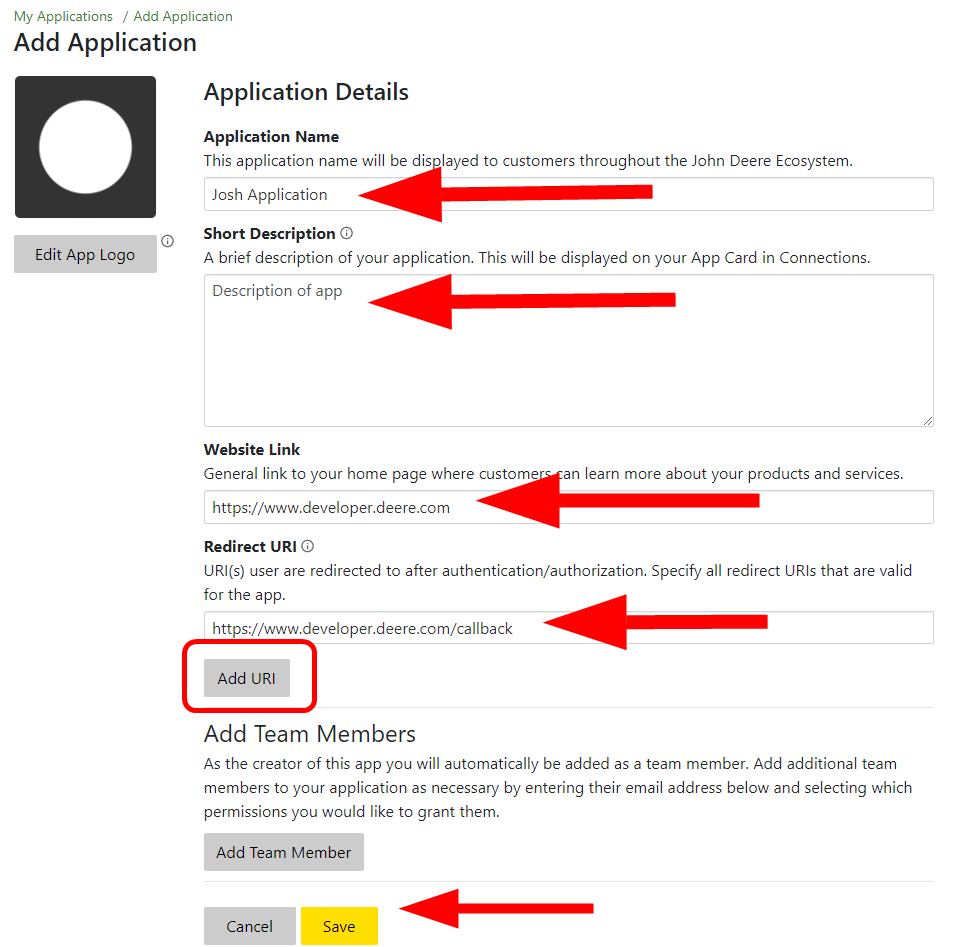 My Applications / Add Application
Add Application
Application Details
Application Name
This application name will be displayed to customers throughout the John Deere Ecosystem.
Josh Application
Edit App Logo
Short Description
A brief description of your application. This will be displayed on your App Card in Connections.
Description of app
Website Link
General link to your home page where customers can learn more about your products and services.
https://www.developer.deere.com
Redirect URI
URI(s) user are redirected to after authentication/authorization. Specify all redirect URIs that are valid
for the app.
https://www.developer.deere.com/callback
Add URI
Add Team Members
As the creator of this app you will automatically be added as a team member. Add additional team
members to your application as necessary by entering their email address below and selecting which
permissions you would like to grant them.
Add Team Member
Cancel Save